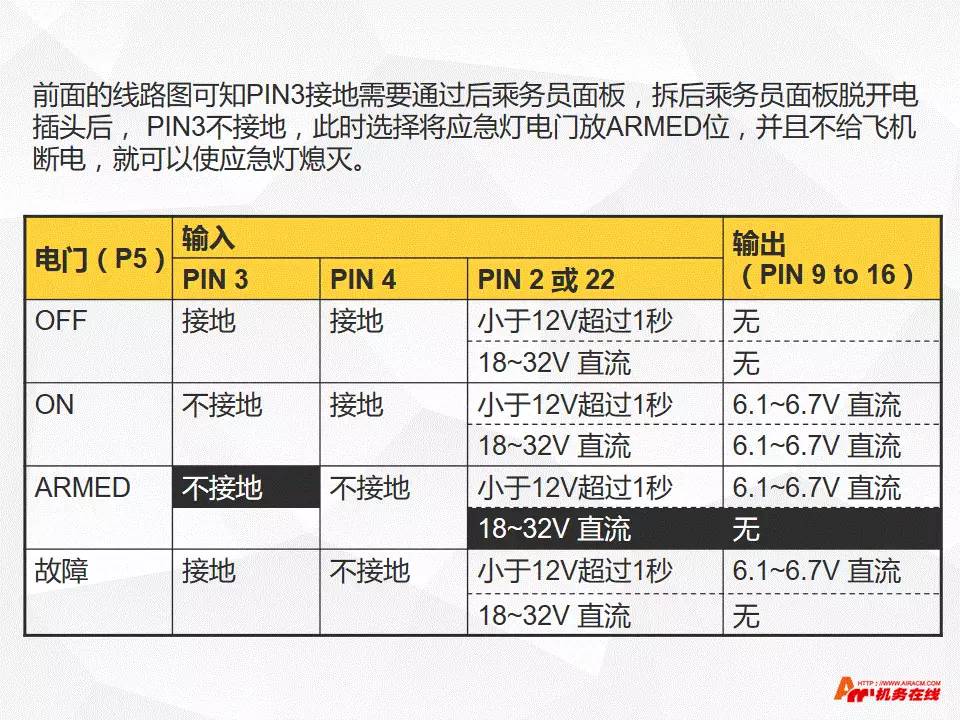 前面的线路图可知PIN3接地需要通过后乘务员面板，拆后乘务员面板脱开电
插头后， PIN3不接地，此时选择将应急灯电门放ARMED位，并且不给飞机
断电，就可以使应急灯熄灭。
电门（P5） 输入 输出
（PIN 9 to 16）
PIN 3 PIN 4 PIN 2 或 22
OFF 接地 接地 小于12V超过1秒 无
18~32V 直流 无
ON 不接地 接地 小于12V超过1秒 6.1~6.7V 直流
18~32V 直流 6.1~6.7V 直流
ARMED 不接地 不接地 小于12V超过1秒 6.1~6.7V 直流
18~32V 直流 无
故障 接地 不接地 小于12V超过1秒 6.1~6.7V 直流
18~32V 直流 无
HTTP://WWW.AIRACM.COM
机务在线